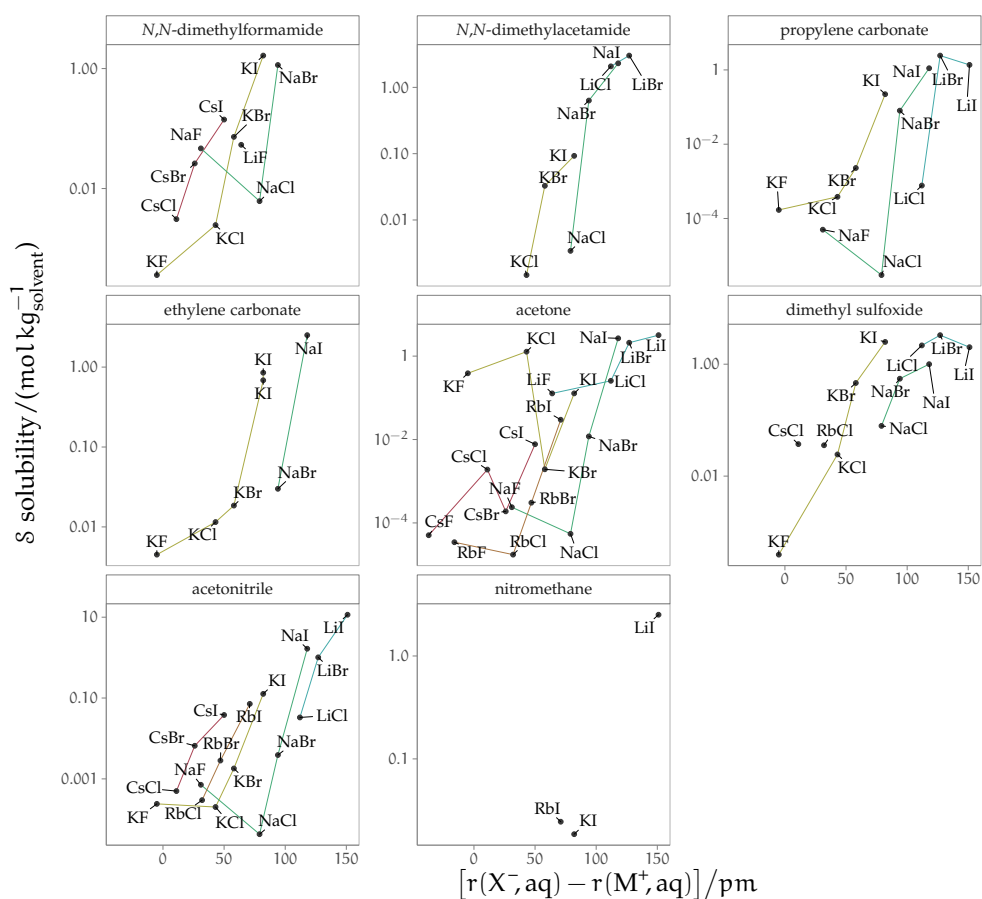 N,N-dimethylformamide
1.00
0.01
KI
NaBr
CsI
NaF
KBr
LiF
CsBr
CsCl
NaCl
KCl
KF
N,N-dimethylacetamide
1.00
0.10
0.01
NaI
LiCl
LiBr
NaBr
KI
KBr
NaCl
KCl
propylene carbonate
1
10⁻²
10⁻⁴
KI
NaI
LiBr
LiI
NaBr
KBr
KF
KCl
LiCl
NaF
NaCl
ethylene carbonate
1.00
0.10
0.01
NaI
KI
KI
NaBr
KBr
KCl
KF
acetone
1
10⁻²
10⁻⁴
KCl
NaI
LiI
LiBr
KF
LiF
KI
LiCl
RbI
CsI
NaBr
CsCl
KBr
NaF
RbBr
CsBr
CsF
RbCl
RbF
NaCl
dimethyl sulfoxide
1.00
0.01
KI
LiCl
LiBr
LiI
KBr
NaBr
NaI
CsCl
RbCl
NaCl
KCl
KF
0 50 100 150
acetonitrile
10
0.10
0.001
LiI
NaI
LiBr
KI
CsI
RbI
LiCl
CsBr
RbBr
NaBr
NaF
KBr
CsCl
KF
RbCl
KCl
NaCl
0 50 100 150
nitromethane
1.0
0.1
LiI
RbI
KI
0 50 100 150
S solubility/(mol kg⁻¹solvent)
[r(X⁻, aq) − r(M⁺, aq)]/pm